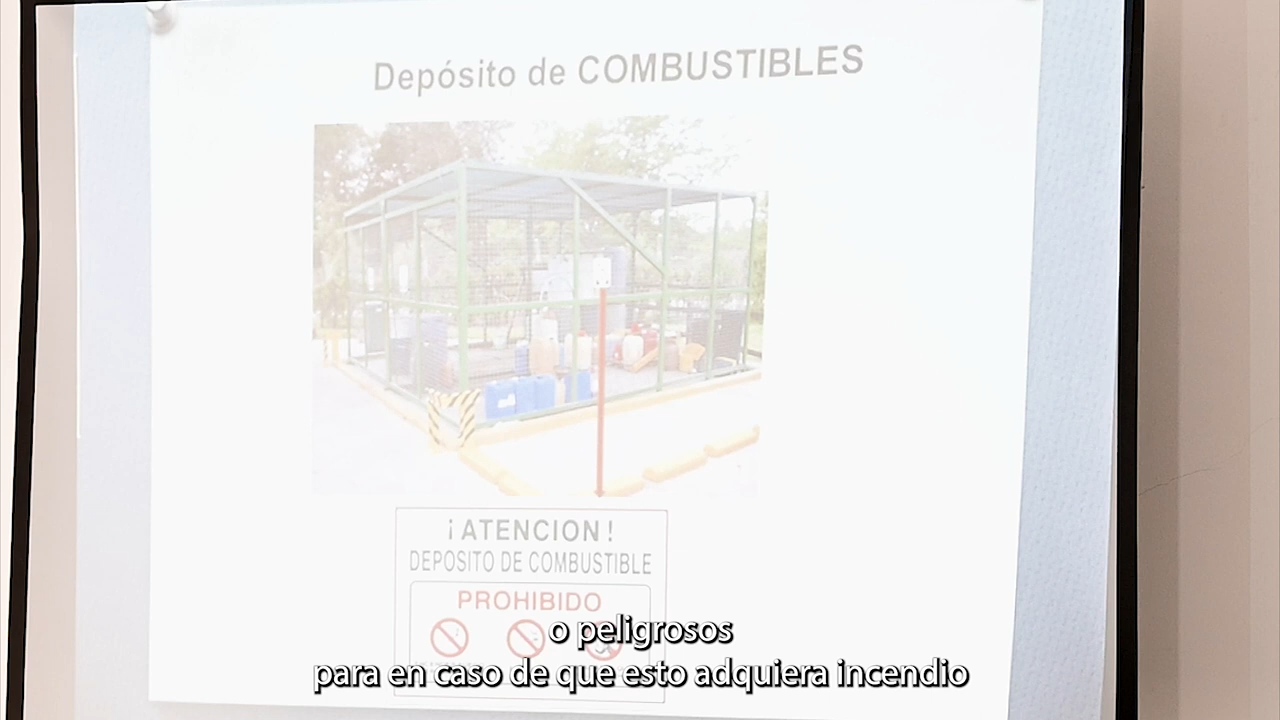 Depósito de COMBUSTIBLES
¡ATENCION!
DEPOSITO DE COMBUSTIBLE
PROHIBIDO
o peligrosos
para en caso de que esto adquiera incendio